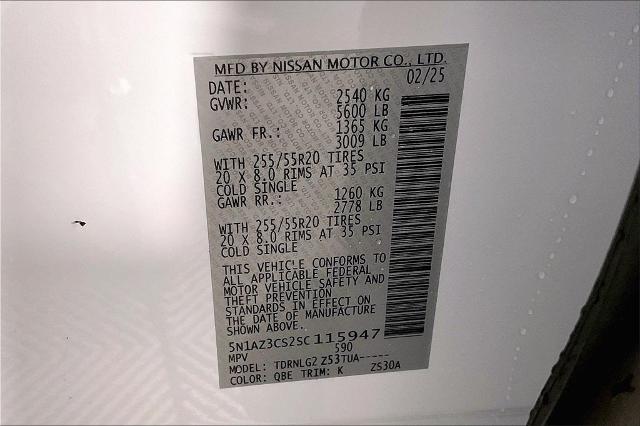 MFD BY NISSAN MOTOR CO., LTD.
DATE: 02/25
GVWR: 2540 KG
5600 LB
GAWR FR.: 1365 KG
3009 LB
WITH 255/55R20 TIRES
20 X 8.0 RIMS AT 35 PSI
COLD SINGLE
GAWR RR.: 1260 KG
2778 LB
WITH 255/55R20 TIRES
20 X 8.0 RIMS AT 35 PSI
COLD SINGLE
THIS VEHICLE CONFORMS TO
ALL APPLICABLE FEDERAL
MOTOR VEHICLE SAFETY AND
THEFT PREVENTION
STANDARDS IN EFFECT ON
THE DATE OF MANUFACTURE
SHOWN ABOVE.
5N1AZ3CS2SC115947
MPV 590
MODEL: TDRNLG2 Z53TUA-----
COLOR: QBE TRIM: K ZS30A